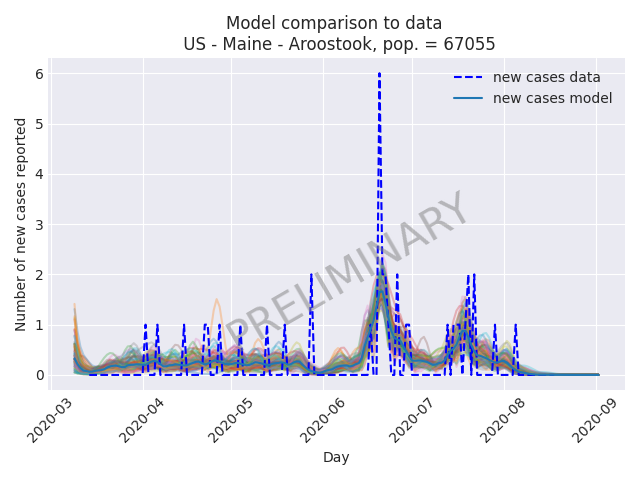 Model comparison to data
US - Maine - Aroostook, pop. = 67055
Number of new cases reported
6
5
4
3
2
1
0
new cases data
new cases model
PRELIMINARY
2020-03
2020-04
2020-05
2020-06
2020-07
2020-08
2020-09
Day